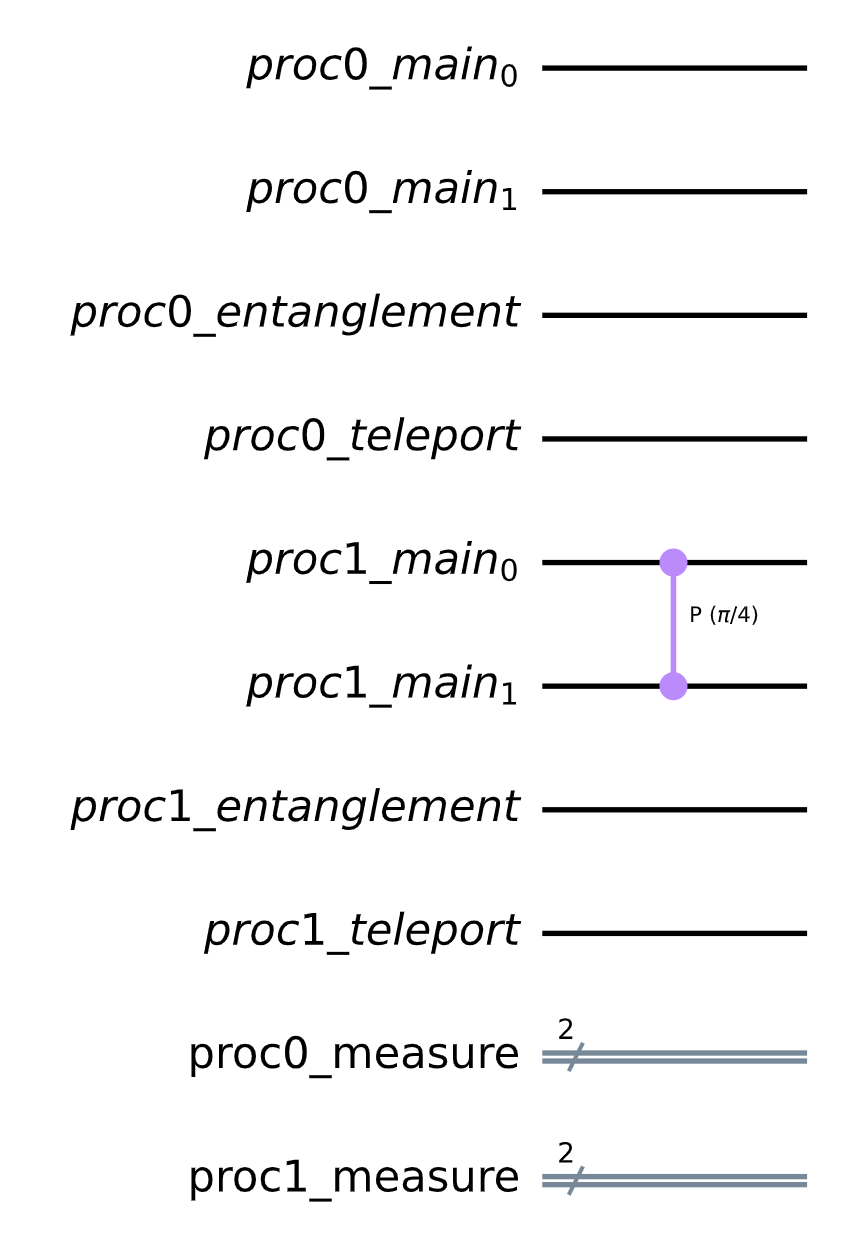 proc0_main₀
proc0_main₁
proc0_entanglement
proc0_teleport
proc1_main₀
P (π/4)
proc1_main₁
proc1_entanglement
proc1_teleport
2
proc0_measure
2
proc1_measure